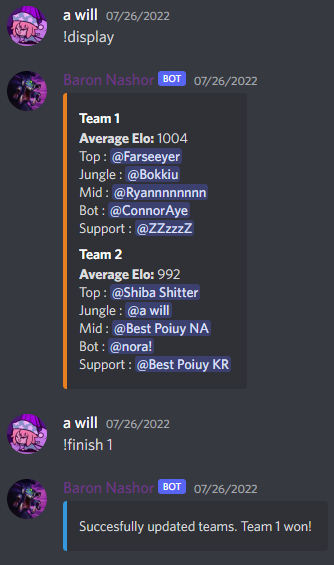 a will 07/26/2022
!display
Baron Nashor BOT 07/26/2022
Team 1
Average Elo: 1004
Top : @Farseeyer
Jungle : @Bokkiu
Mid : @Ryannnnnnn
Bot : @ConnorAye
Support : @ZZzzzZ
Team 2
Average Elo: 992
Top : @Shiba Shitter
Jungle : @a will
Mid : @Best Poiuy NA
Bot : @nora!
Support : @Best Poiuy KR
a will 07/26/2022
!finish 1
Baron Nashor BOT 07/26/2022
Succesfully updated teams. Team 1 won!